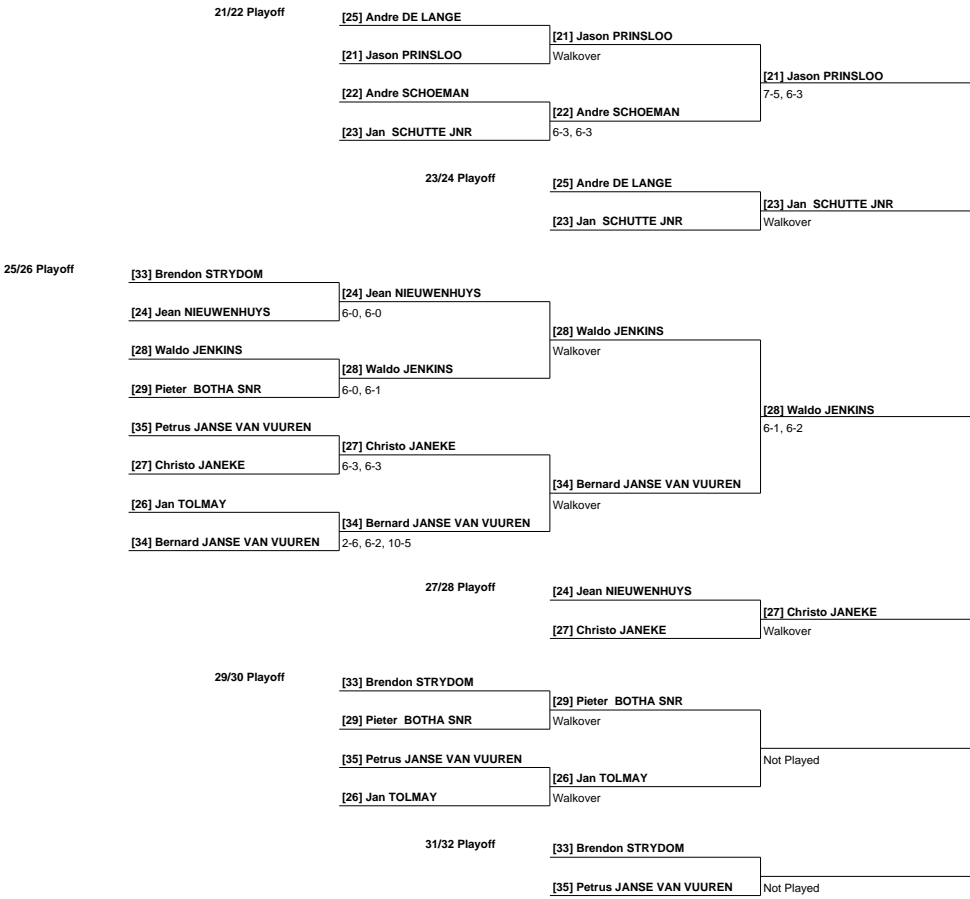 21/22 Playoff
[25] Andre DE LANGE
[21] Jason PRINSLOO
[21] Jason PRINSLOO
Walkover
[21] Jason PRINSLOO
7-5, 6-3
[22] Andre SCHOEMAN
[22] Andre SCHOEMAN
[23] Jan  SCHUTTE JNR
6-3, 6-3
23/24 Playoff
[25] Andre DE LANGE
[23] Jan  SCHUTTE JNR
[23] Jan  SCHUTTE JNR
Walkover
25/26 Playoff
[33] Brendon STRYDOM
[24] Jean NIEUWENHUYS
[24] Jean NIEUWENHUYS
6-0, 6-0
[28] Waldo JENKINS
Walkover
[28] Waldo JENKINS
[28] Waldo JENKINS
[29] Pieter  BOTHA SNR
6-0, 6-1
[28] Waldo JENKINS
6-1, 6-2
[35] Petrus JANSE VAN VUUREN
[27] Christo JANEKE
[27] Christo JANEKE
6-3, 6-3
[34] Bernard JANSE VAN VUUREN
Walkover
[26] Jan TOLMAY
[34] Bernard JANSE VAN VUUREN
[34] Bernard JANSE VAN VUUREN
2-6, 6-2, 10-5
27/28 Playoff
[24] Jean NIEUWENHUYS
[27] Christo JANEKE
[27] Christo JANEKE
Walkover
29/30 Playoff
[33] Brendon STRYDOM
[29] Pieter  BOTHA SNR
[29] Pieter  BOTHA SNR
Walkover
Not Played
[35] Petrus JANSE VAN VUUREN
[26] Jan TOLMAY
[26] Jan TOLMAY
Walkover
31/32 Playoff
[33] Brendon STRYDOM
[35] Petrus JANSE VAN VUUREN
Not Played